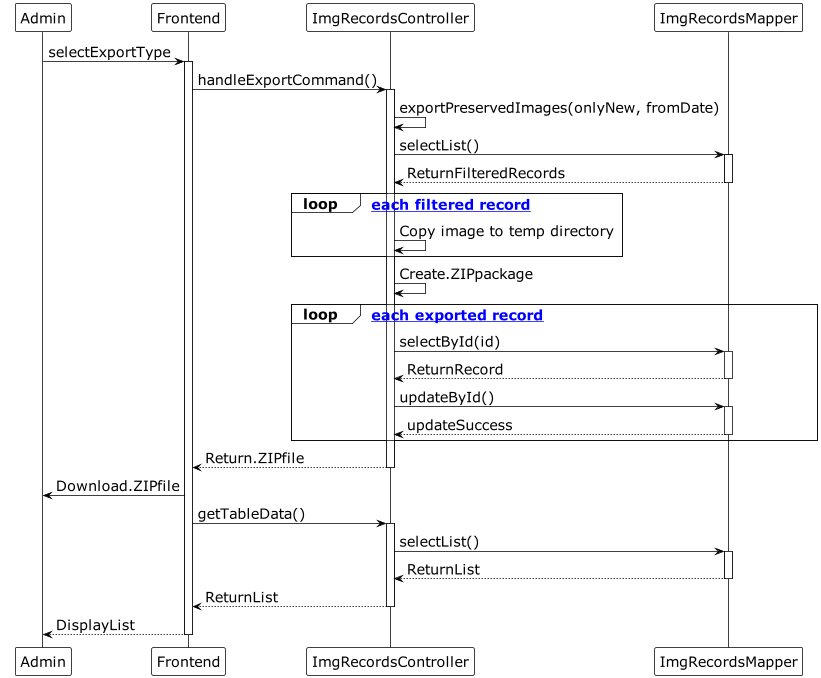 Admin
Frontend
ImgRecordsController
ImgRecordsMapper
selectExportType
handleExportCommand()
exportPreservedImages(onlyNew, fromDate)
selectList()
ReturnFilteredRecords
loop each filtered record
Copy image to temp directory
Create.ZIPpackage
loop each exported record
selectById(id)
ReturnRecord
updateById()
updateSuccess
Return.ZIPfile
Download.ZIPfile
getTableData()
selectList()
ReturnList
ReturnList
DisplayList
Admin
Frontend
ImgRecordsController
ImgRecordsMapper